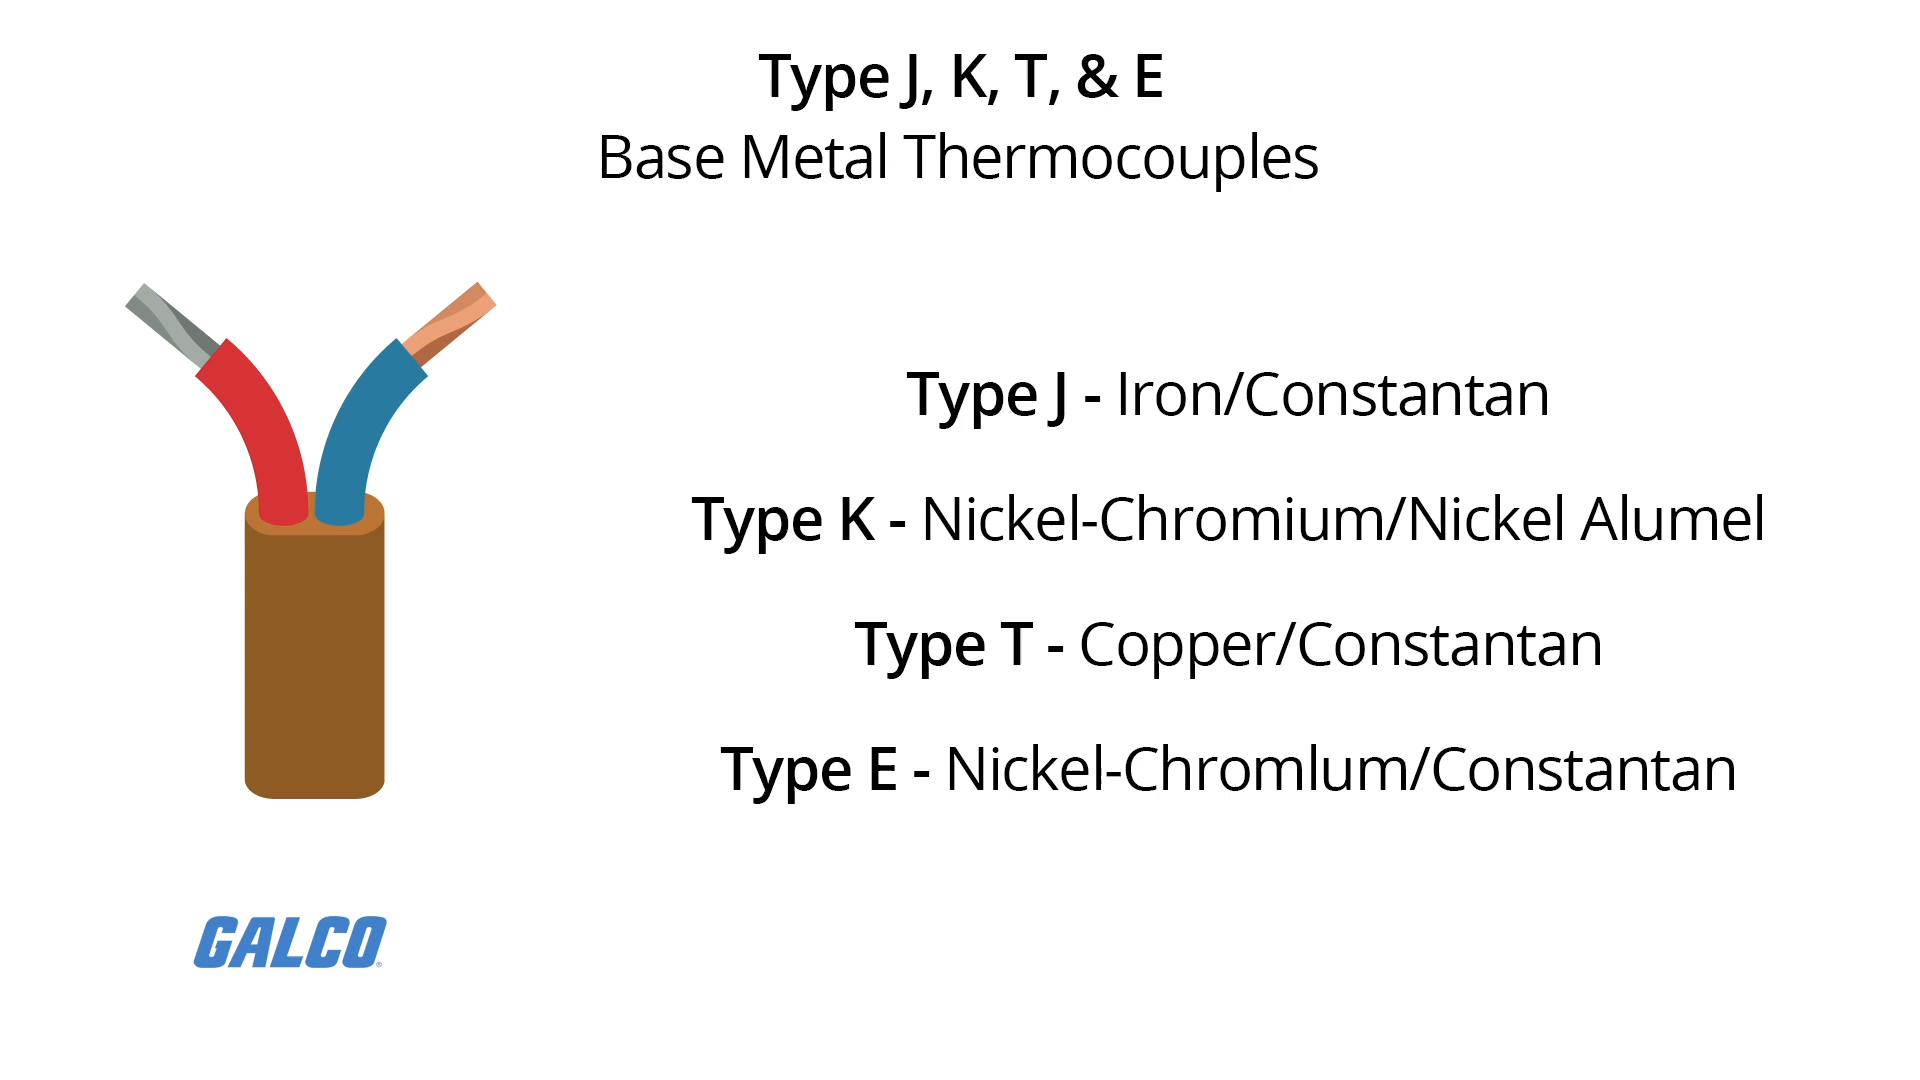 Type J, K, T, & E
Base Metal Thermocouples
Type J - Iron/Constantan
Type K - Nickel-Chromium/Nickel Alumel
Type T - Copper/Constantan
Type E - Nickel-Chromlum/Constantan
GALCO®